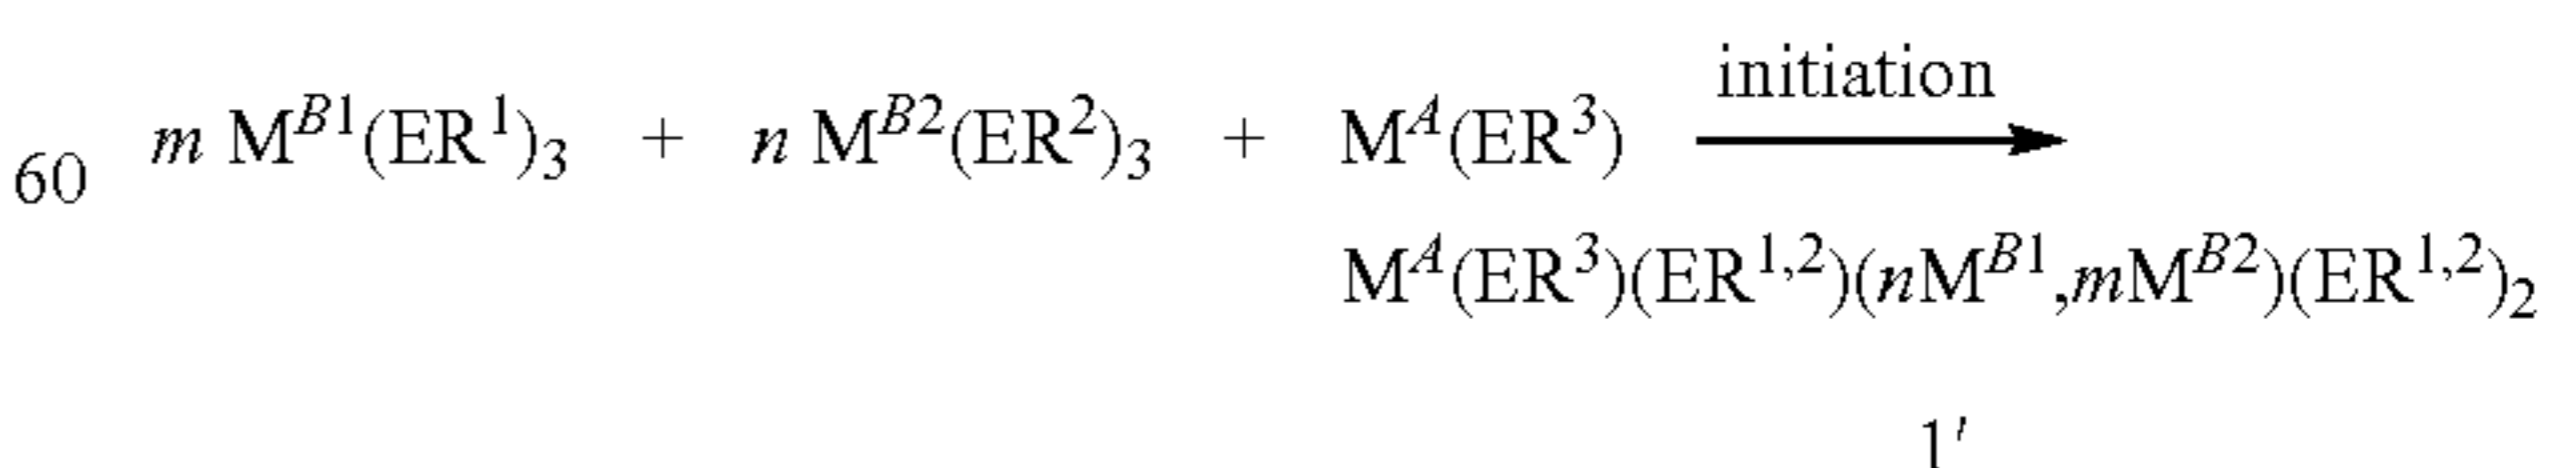 initiation
60 m M^{B1}(ER^1)_3 + n M^{B2}(ER^2)_3 + M^A(ER^3)
M^A(ER^3)(ER^{1,2})(nM^{B1},mM^{B2})(ER^{1,2})_2
1′